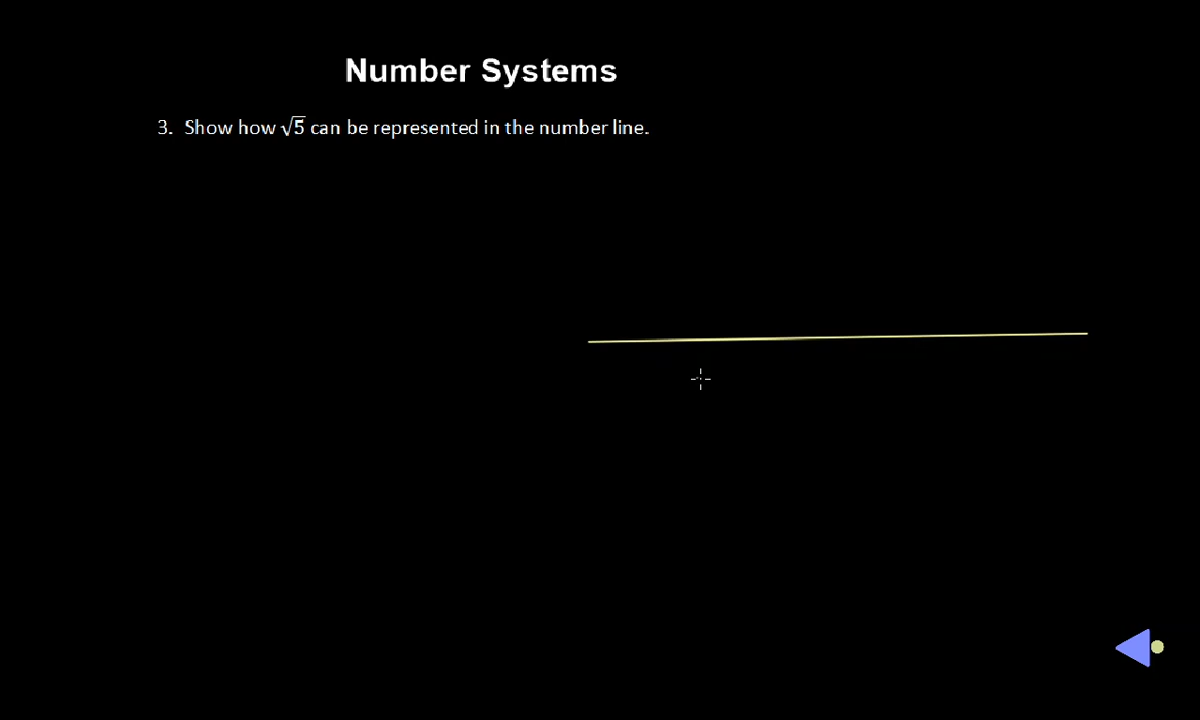 Number Systems
3. Show how √5 can be represented in the number line.